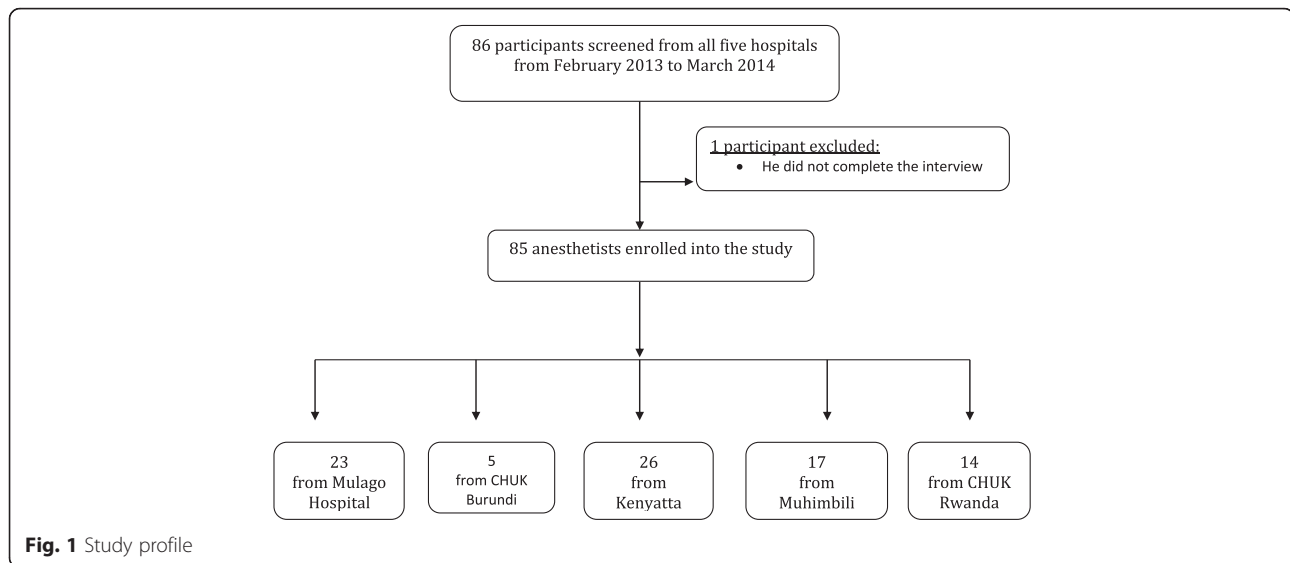 86 participants screened from all five hospitals
from February 2013 to March 2014
1 participant excluded:
• He did not complete the interview
85 anesthetists enrolled into the study
23
from Mulago
Hospital
5
from CHUK
Burundi
26
from
Kenyatta
17
from
Muhimbili
14
from CHUK
Rwanda
Fig. 1 Study profile